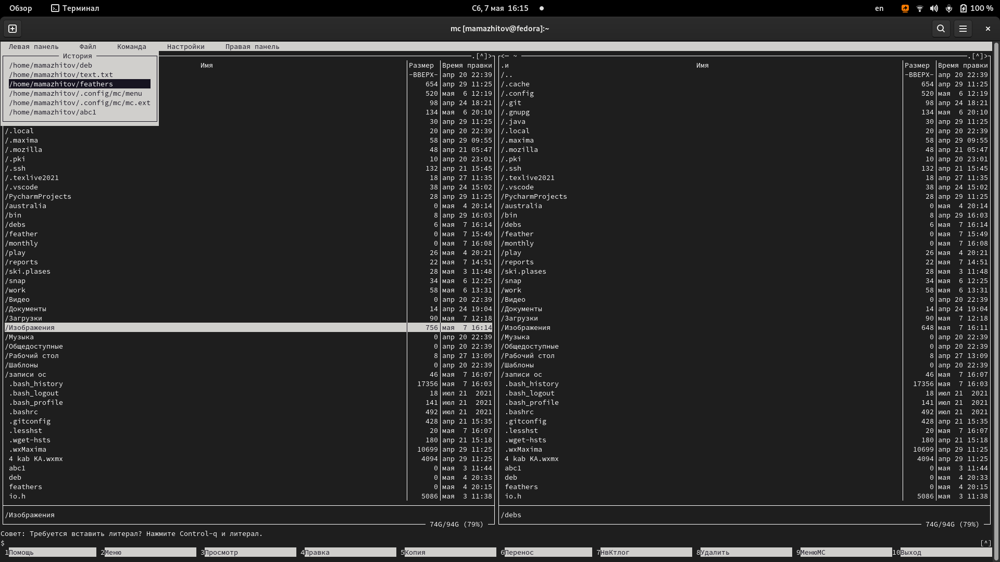 Обзор Терминал Сб, 7 мая 16:15 en 100 %
mc [mamazhitov@fedora]:~
Левая панель Файл Команда Настройки Правая панель
История
/home/mamazhitov/deb
/home/mamazhitov/text.txt
/home/mamazhitov/feathers
/home/mamazhitov/.config/mc/menu
/home/mamazhitov/.config/mc/mc.ext
/home/mamazhitov/abc1
.[^]>
Имя Размер Время правки
-ВВЕРХ- апр 20 22:39
654 апр 29 11:25
520 мая 6 12:19
98 апр 24 18:21
134 мая 6 20:10
30 апр 29 11:25
/.local 20 апр 20 22:39
/.maxima 58 апр 29 09:55
/.mozilla 48 апр 21 05:47
/.pki 10 апр 20 23:01
/.ssh 132 апр 21 15:45
/.texlive2021 18 апр 27 11:35
/.vscode 38 апр 24 15:02
/PycharmProjects 28 апр 29 11:25
/australia 0 мая 4 20:14
/bin 8 апр 29 16:03
/debs 6 мая 7 16:14
/feather 0 мая 7 15:49
/monthly 0 мая 7 16:08
/play 26 мая 4 20:21
/reports 22 мая 7 14:51
/ski.plases 28 мая 3 11:48
/snap 34 мая 6 12:25
/work 58 мая 6 13:31
/Видео 0 апр 20 22:39
/Документы 14 апр 24 19:04
/Загрузки 90 мая 7 12:18
/Изображения 756 мая 7 16:14
/Музыка 0 апр 20 22:39
/Общедоступные 0 апр 20 22:39
/Рабочий стол 8 апр 27 13:09
/Шаблоны 0 апр 20 22:39
/записи ос 46 мая 7 16:07
.bash_history 17356 мая 7 16:03
.bash_logout 18 июл 21 2021
.bash_profile 141 июл 21 2021
.bashrc 492 июл 21 2021
.gitconfig 428 апр 21 15:35
.lesshst 20 мая 7 16:07
.wget-hsts 180 апр 21 15:18
.wxMaxima 10699 апр 29 11:25
4 kab KA.wxmx 4094 апр 29 11:25
abc1 0 мая 3 11:44
deb 0 мая 4 20:33
feathers 0 мая 4 20:15
io.h 5086 мая 3 11:38
/Изображения
74G/94G (79%)
<─ ~ .[^]>
.и Имя Размер Время правки
/.. -ВВЕРХ- апр 20 22:39
/.cache 654 апр 29 11:25
/.config 520 мая 6 12:19
/.git 98 апр 24 18:21
/.gnupg 134 мая 6 20:10
/.java 30 апр 29 11:25
/.local 20 апр 20 22:39
/.maxima 58 апр 29 09:55
/.mozilla 48 апр 21 05:47
/.pki 10 апр 20 23:01
/.ssh 132 апр 21 15:45
/.texlive2021 18 апр 27 11:35
/.vscode 38 апр 24 15:02
/PycharmProjects 28 апр 29 11:25
/australia 0 мая 4 20:14
/bin 8 апр 29 16:03
/debs 6 мая 7 16:14
/feather 0 мая 7 15:49
/monthly 0 мая 7 16:08
/play 26 мая 4 20:21
/reports 22 мая 7 14:51
/ski.plases 28 мая 3 11:48
/snap 34 мая 6 12:25
/work 58 мая 6 13:31
/Видео 0 апр 20 22:39
/Документы 14 апр 24 19:04
/Загрузки 90 мая 7 12:18
/Изображения 648 мая 7 16:11
/Музыка 0 апр 20 22:39
/Общедоступные 0 апр 20 22:39
/Рабочий стол 8 апр 27 13:09
/Шаблоны 0 апр 20 22:39
/записи ос 46 мая 7 16:07
.bash_history 17356 мая 7 16:03
.bash_logout 18 июл 21 2021
.bash_profile 141 июл 21 2021
.bashrc 492 июл 21 2021
.gitconfig 428 апр 21 15:35
.lesshst 20 мая 7 16:07
.wget-hsts 180 апр 21 15:18
.wxMaxima 10699 апр 29 11:25
4 kab KA.wxmx 4094 апр 29 11:25
abc1 0 мая 3 11:44
deb 0 мая 4 20:33
feathers 0 мая 4 20:15
io.h 5086 мая 3 11:38
/debs
74G/94G (79%)
Совет: Требуется вставить литерал? Нажмите Control-q и литерал.
$ [^]
1Помощь 2Меню 3Просмотр 4Правка 5Копия 6Перенос 7НвКтлог 8Удалить 9МенюМС 10Выход